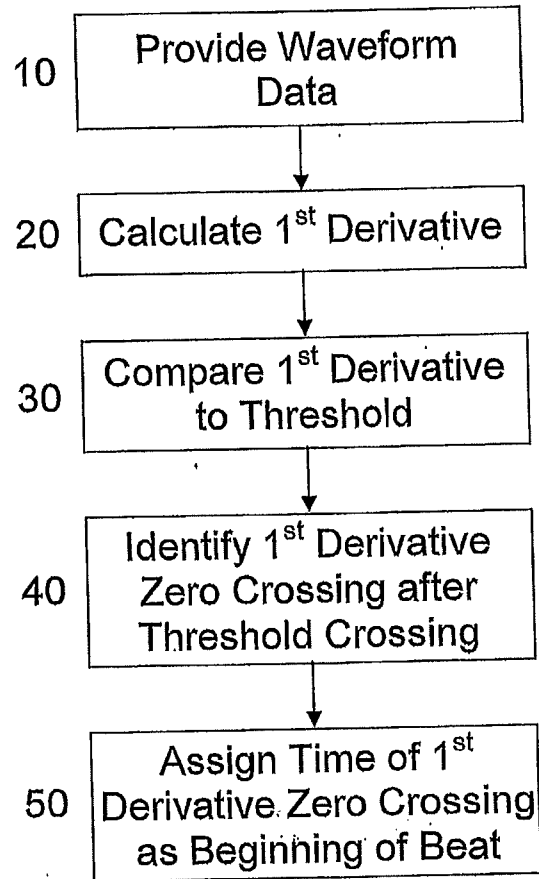 10
Provide Waveform
Data
20
Calculate 1st Derivative
30
Compare 1st Derivative
to Threshold
40
Identify 1st Derivative
Zero Crossing after
Threshold Crossing
50
Assign Time of 1st
Derivative Zero Crossing
as Beginning of Beat